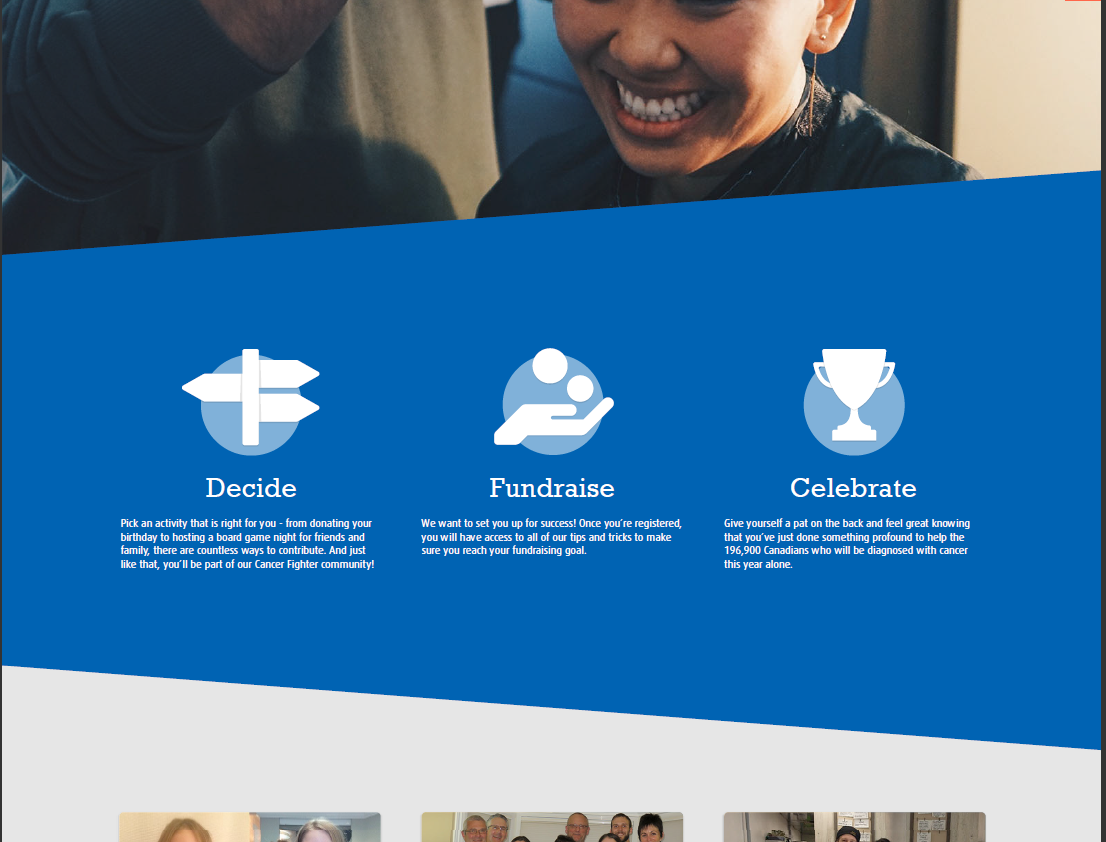 Decide
Pick an activity that is right for you - from donating your
birthday to hosting a board game night for friends and
family, there are countless ways to contribute. And just
like that, you'll be part of our Cancer Fighter community!
Fundraise
We want to set you up for success! Once you're registered,
you will have access to all of our tips and tricks to make
sure you reach your fundraising goal.
Celebrate
Give yourself a pat on the back and feel great knowing
that you've just done something profound to help the
196,900 Canadians who will be diagnosed with cancer
this year alone.